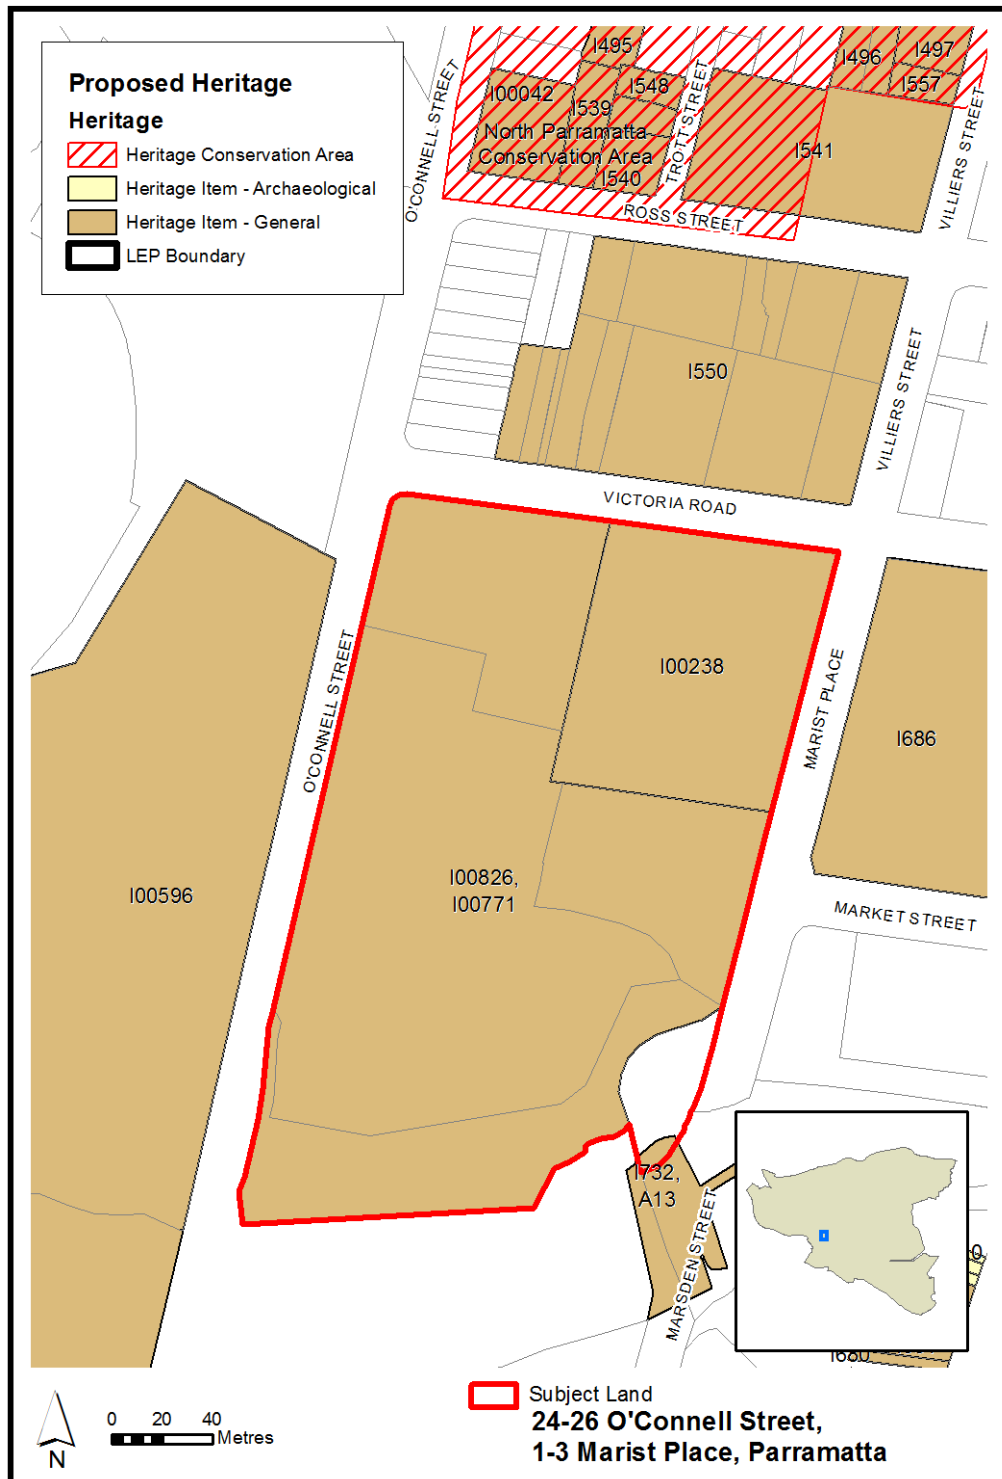 Proposed Heritage
Heritage
Heritage Conservation Area
Heritage Item - Archaeological
Heritage Item - General
LEP Boundary
I495
I496
I497
I557
I00042
I539
I548
North Parramatta
Conservation Area
I540
I541
O'CONNELL STREET
TROTT STREET
VILLIERS STREET
ROSS STREET
I550
VILLIERS STREET
VICTORIA ROAD
I00238
O'CONNELL STREET
MARIST PLACE
I686
I00596
I00826,
I00771
MARKET STREET
I732,
A13
MARSDEN STREET
I680
0 20 40
Metres
N
Subject Land
24-26 O'Connell Street,
1-3 Marist Place, Parramatta